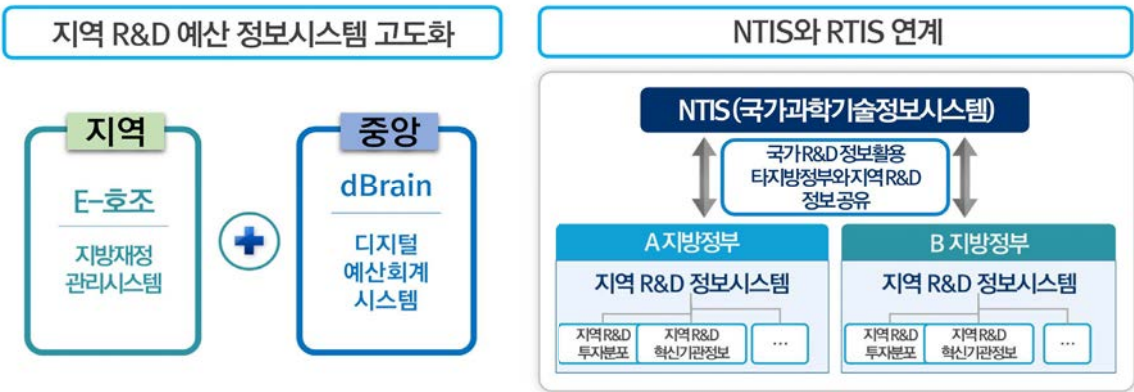 지역 R&D 예산 정보시스템 고도화
지역
E-호조
지방재정
관리시스템
중앙
dBrain
디지털
예산회계
시스템
NTIS와 RTIS 연계
NTIS(국가과학기술정보시스템)
국가R&D정보활용
타지방정부와지역R&D
정보공유
A지방정부
지역 R&D 정보시스템
지역R&D
투자분포
지역R&D
혁신기관정보
...
B지방정부
지역 R&D 정보시스템
지역R&D
투자분포
지역R&D
혁신기관정보
...